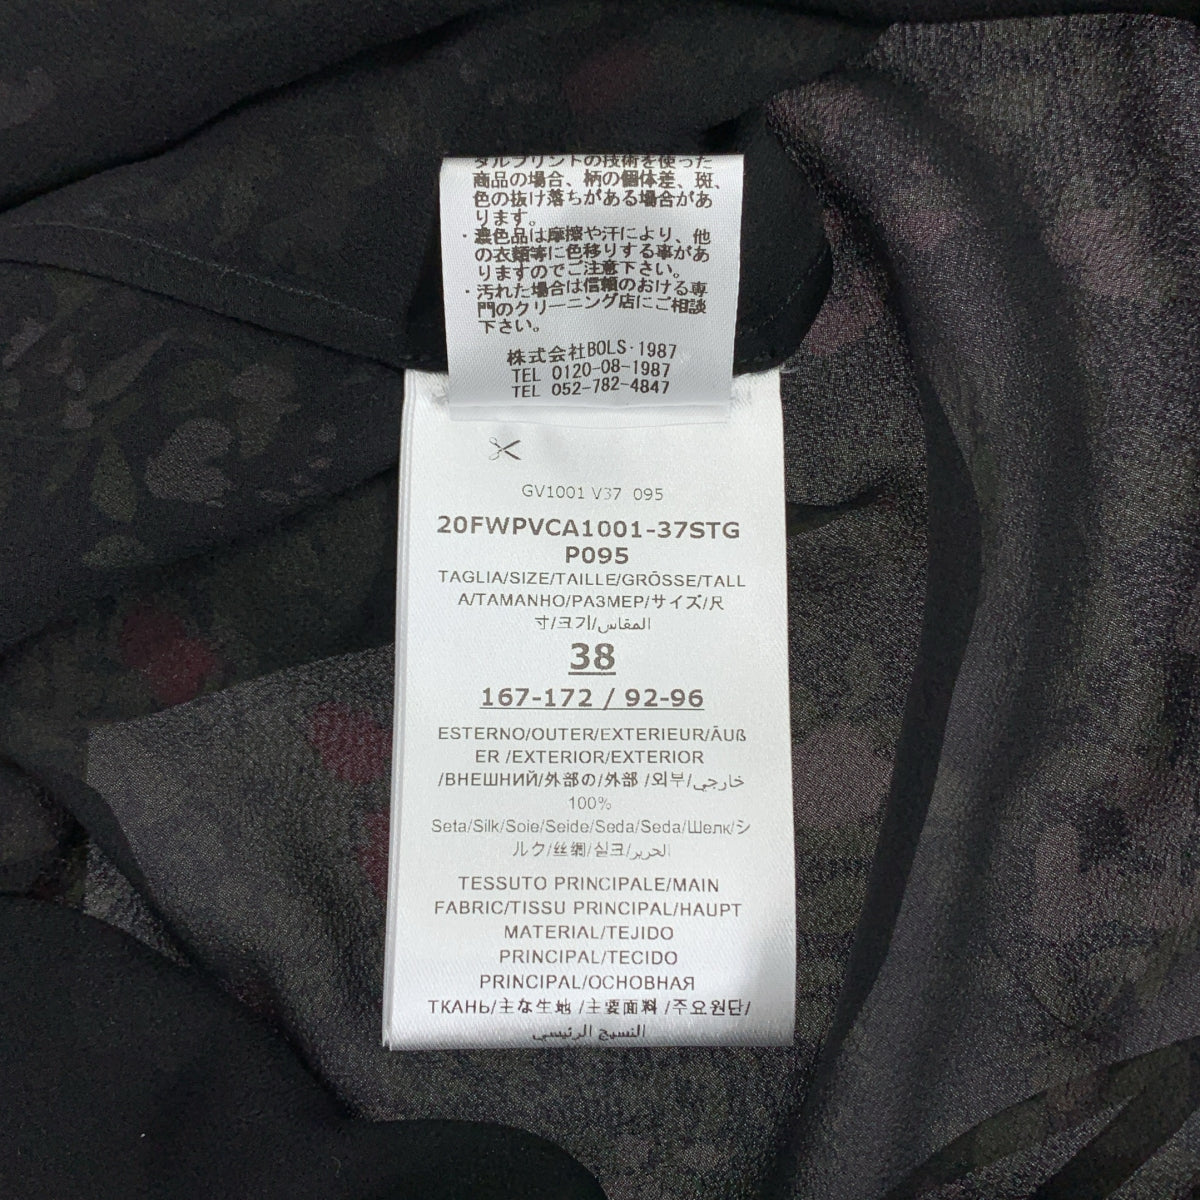 タルプリントの技術を使った
商品の場合、柄の個体差、斑、
色の抜け落ちがある場合があ
ります。
・濃色品は摩擦や汗により、他
の衣類等に色移りする事があ
りますのでご注意下さい。
・汚れた場合は信頼のおける専
門のクリーニング店にご相談
下さい。
株式会社BOLS・1987
TEL 0120-08-1987
TEL 052-782-4847
GV1001 V37 095
20FWPVCA1001-37STG
P095
TAGLIA/SIZE/TAILLE/GRÖSSE/TALL
A/TAMANHO/РАЗМЕР/サイズ/尺
寸/크기/المقاس
38
167-172 / 92-96
ESTERNO/OUTER/EXTERIEUR/ÄUß
ER /EXTERIOR/EXTERIOR
/ВНЕШНИЙ/外部の/外部 /외부/خارجي
100%
Seta/Silk/Soie/Seide/Seda/Seda/Шелк/シ
ルク/丝绸/실크/الحرير
TESSUTO PRINCIPALE/MAIN
FABRIC/TISSU PRINCIPAL/HAUPT
MATERIAL/TEJIDO
PRINCIPAL/TECIDO
PRINCIPAL/ОСНОВНАЯ
ТКАНЬ/主な生地 /主要面料 /주요원단/
النسيج الرئيسي